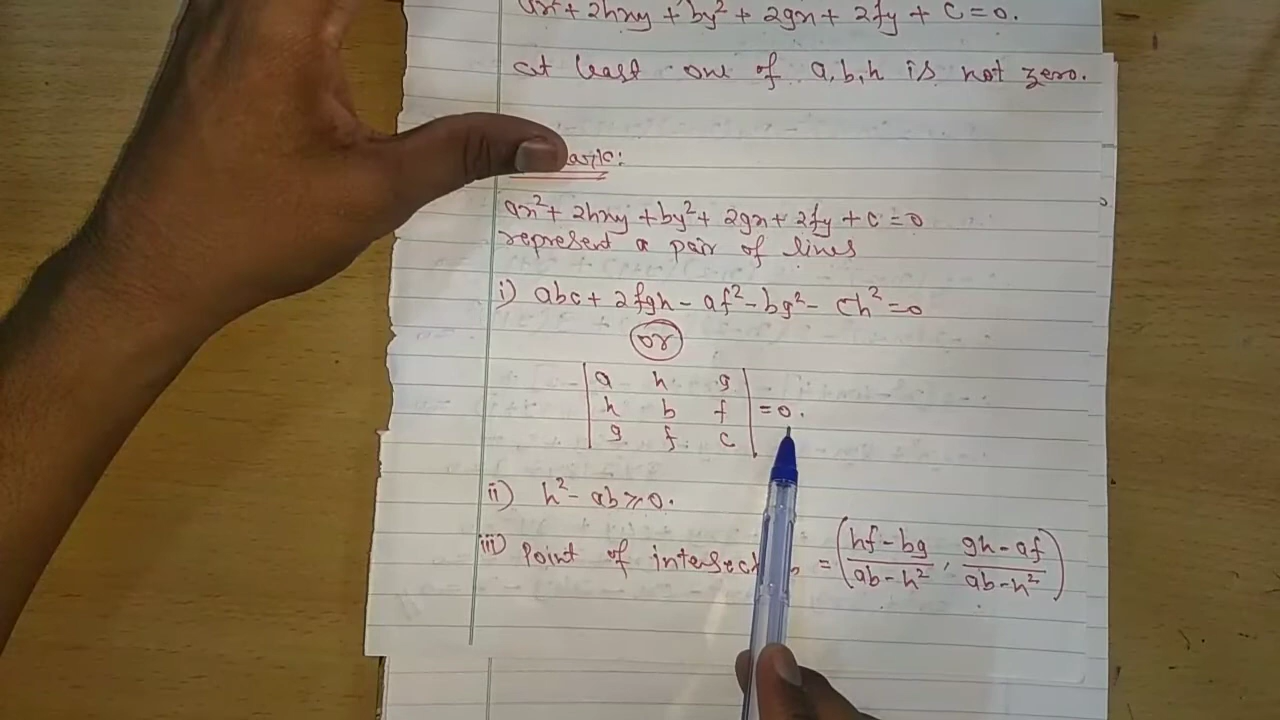 ax² + 2hxy + by² + 2gx + 2fy + c = 0.
at least one of a, b, h is not zero.
ax² + 2hxy + by² + 2gx + 2fy + c = 0
represent a pair of lines
i) abc + 2fgh - af² - bg² - ch² = 0
or
a h g
h b f = 0.
g f c
ii) h² - ab ≥ 0.
iii) Point of = (hf - bg / ab - h² , gh - af / ab - h²)